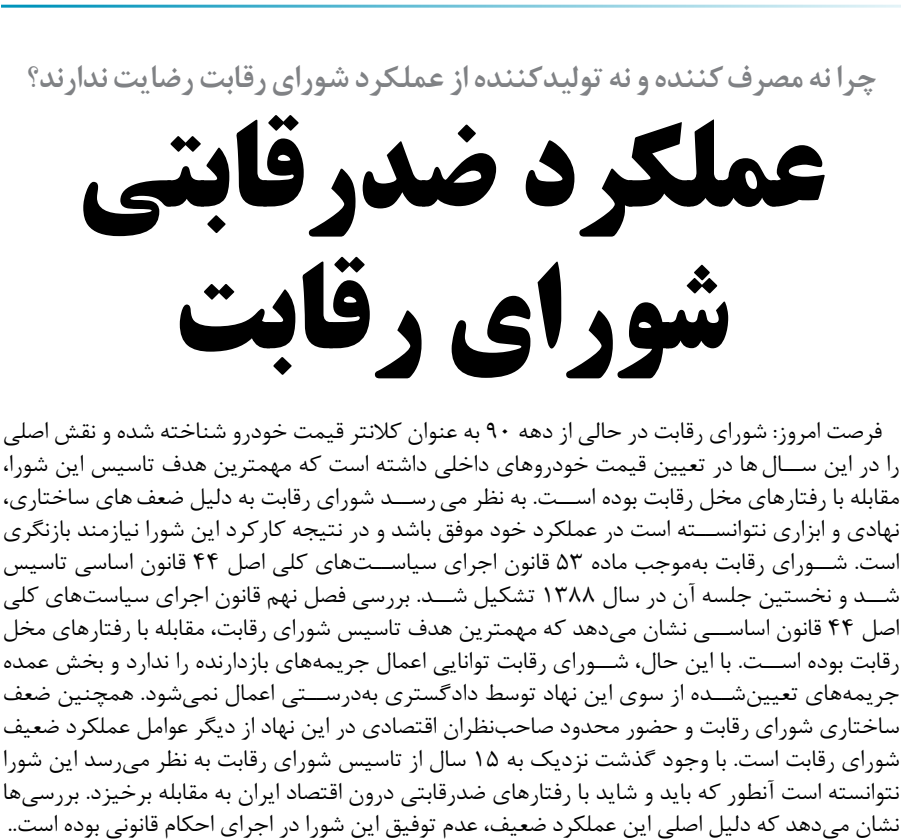 چرا نه مصرف کننده و نه تولیدکننده از عملکرد شورای رقابت رضایت ندارند؟
عملکرد ضدرقابتی
شورای رقابت
فرصت امروز: شورای رقابت در حالی از دهه ۹۰ به عنوان کلانتر قیمت خودرو شناخته شده و نقش اصلی
را در این سال ها در تعیین قیمت خودروهای داخلی داشته است که مهمترین هدف تاسیس این شورا،
مقابله با رفتارهای مخل رقابت بوده است. به نظر می رسد شورای رقابت به دلیل ضعف های ساختاری،
نهادی و ابزاری نتوانسته است در عملکرد خود موفق باشد و در نتیجه کارکرد این شورا نیازمند بازنگری
است. شورای رقابت به‌موجب ماده ۵۳ قانون اجرای سیاست‌های کلی اصل ۴۴ قانون اساسی تاسیس
شد و نخستین جلسه آن در سال ۱۳۸۸ تشکیل شد. بررسی فصل نهم قانون اجرای سیاست‌های کلی
اصل ۴۴ قانون اساسی نشان می‌دهد که مهمترین هدف تاسیس شورای رقابت، مقابله با رفتارهای مخل
رقابت بوده است. با این حال، شورای رقابت توانایی اعمال جریمه‌های بازدارنده را ندارد و بخش عمده
جریمه‌های تعیین‌شده از سوی این نهاد توسط دادگستری به‌درستی اعمال نمی‌شود. همچنین ضعف
ساختاری شورای رقابت و حضور محدود صاحب‌نظران اقتصادی در این نهاد از دیگر عوامل عملکرد ضعیف
شورای رقابت است. با وجود گذشت نزدیک به ۱۵ سال از تاسیس شورای رقابت به نظر می‌رسد این شورا
نتوانسته است آنطور که باید و شاید با رفتارهای ضدرقابتی درون اقتصاد ایران به مقابله برخیزد. بررسی‌ها
نشان می‌دهد که دلیل اصلی این عملکرد ضعیف، عدم توفیق این شورا در اجرای احکام قانونی بوده است..